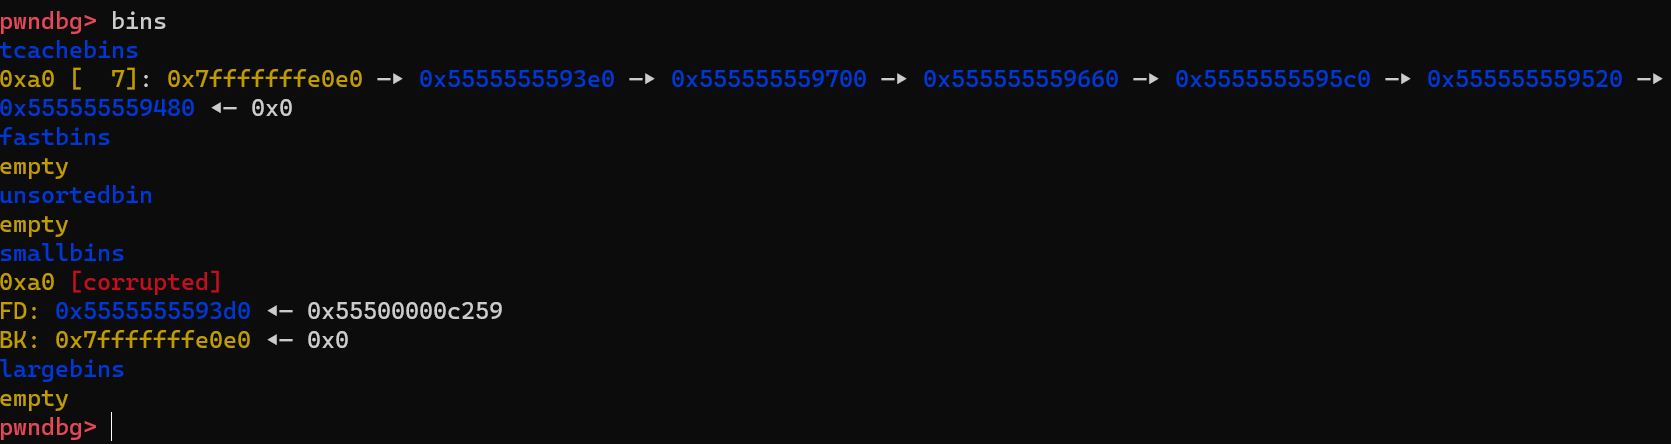 pwndbg> bins
tcachebins
0xa0 [  7]: 0x7fffffffe0e0 —▸ 0x5555555593e0 —▸ 0x555555559700 —▸ 0x555555559660 —▸ 0x5555555595c0 —▸ 0x555555559520 —▸
0x555555559480 ◂— 0x0
fastbins
empty
unsortedbin
empty
smallbins
0xa0 [corrupted]
FD: 0x5555555593d0 ◂— 0x55500000c259
BK: 0x7fffffffe0e0 ◂— 0x0
largebins
empty
pwndbg>